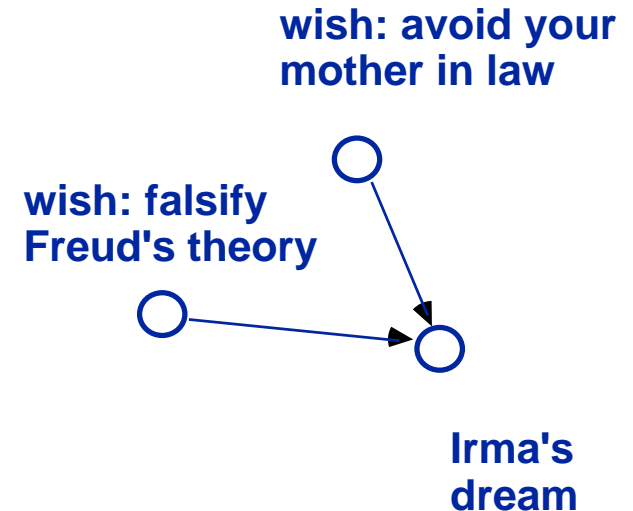 wish: avoid your
mother in law
wish: falsify
Freud's theory
Irma's
dream